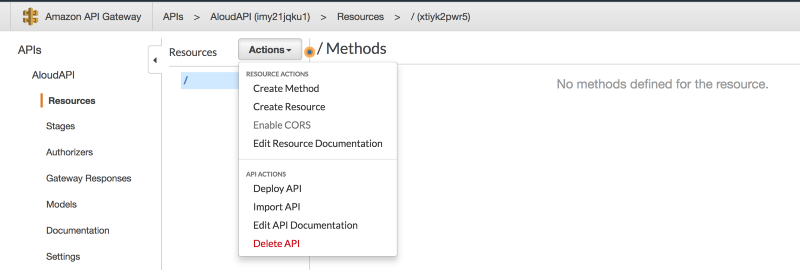 Amazon API Gateway APIs > AloudAPI (imy21jqku1) > Resources > / (xtiyk2pwr5)
APIs
AloudAPI
Resources
Stages
Authorizers
Gateway Responses
Models
Documentation
Settings
Resources
Actions
/
RESOURCE ACTIONS
Create Method
Create Resource
Enable CORS
Edit Resource Documentation
API ACTIONS
Deploy API
Import API
Edit API Documentation
Delete API
/ Methods
No methods defined for the resource.